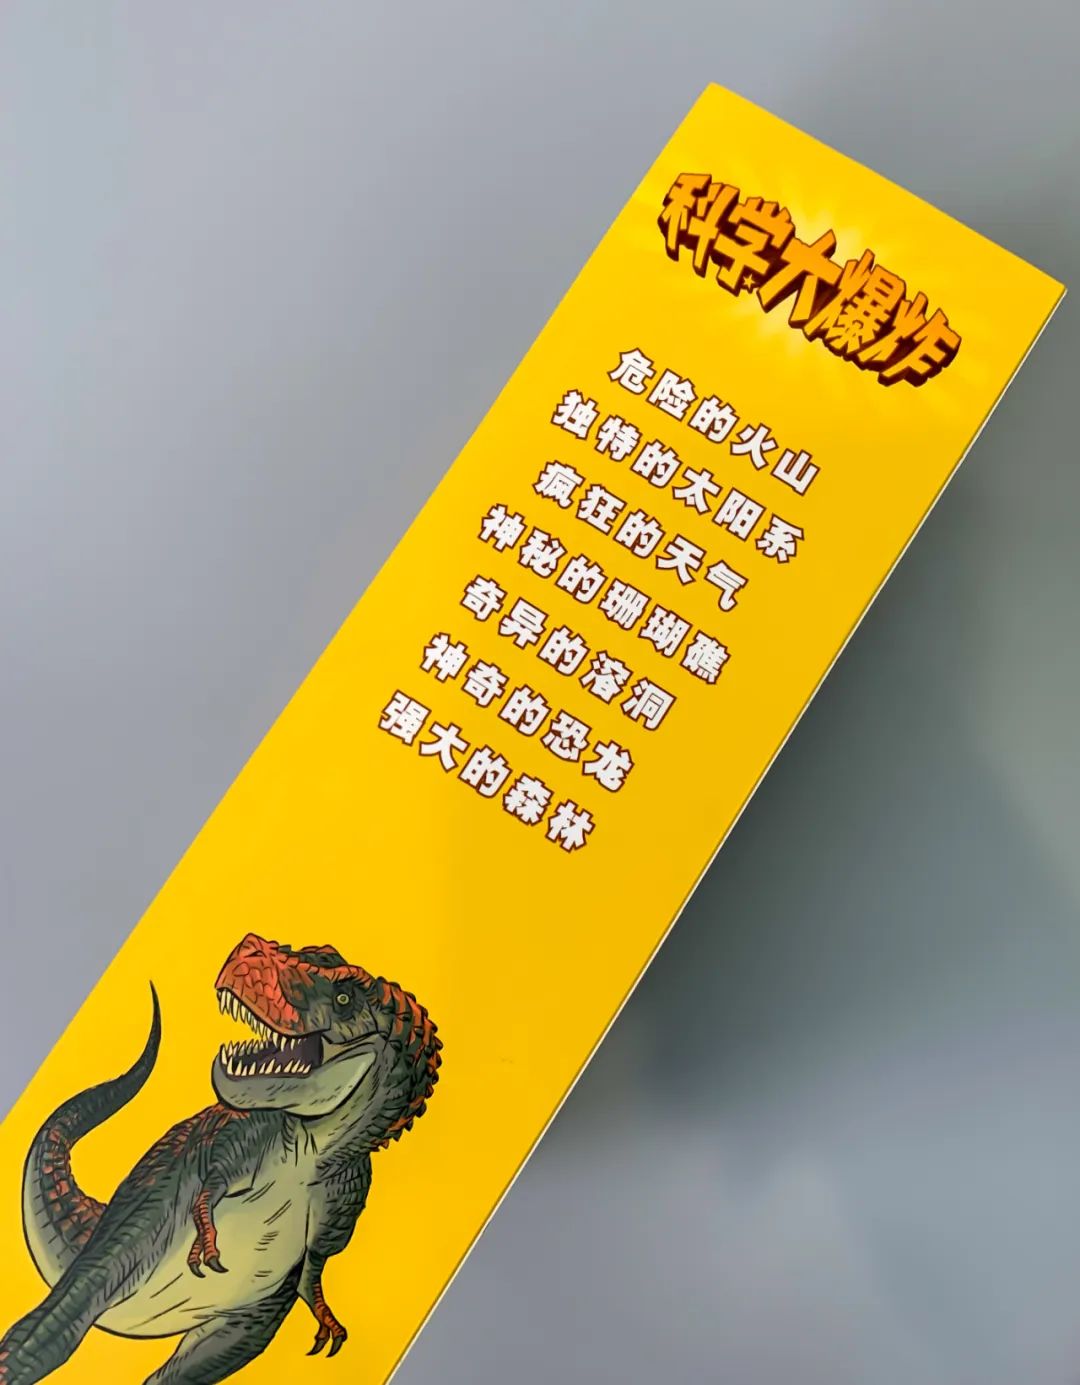 科学大爆炸
危险的火山
独特的太阳系
疯狂的天气
神秘的珊瑚礁
奇异的溶洞
神奇的恐龙
强大的森林